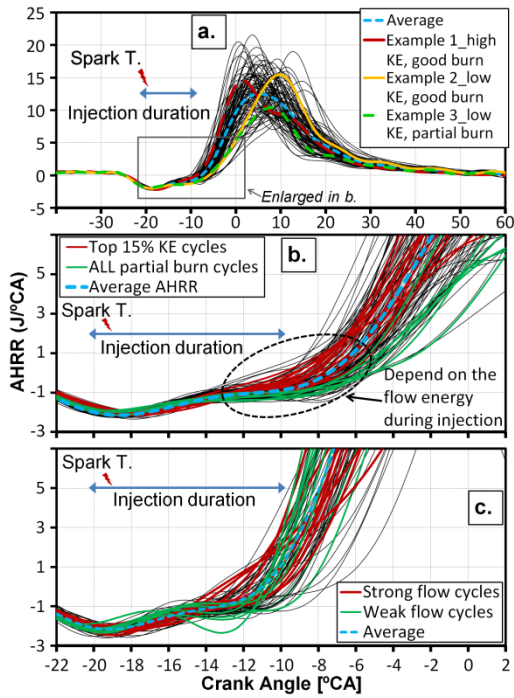 a.
Spark T.
Injection duration
Average
Example 1_high
KE, good burn
Example 2_low
KE, good burn
Example 3_low
KE, partial burn
Enlarged in b.
25
20
15
10
5
0
-5
-30 -20 -10 0 10 20 30 40 50 60
b.
Top 15% KE cycles
ALL partial burn cycles
Average AHRR
Spark T.
Injection duration
Depend on the
flow energy
during injection
AHRR (J/ºCA)
5
3
1
-1
-3
c.
Spark T.
Injection duration
Strong flow cycles
Weak flow cycles
Average
5
3
1
-1
-3
-22 -20 -18 -16 -14 -12 -10 -8 -6 -4 -2 0 2
Crank Angle [ºCA]